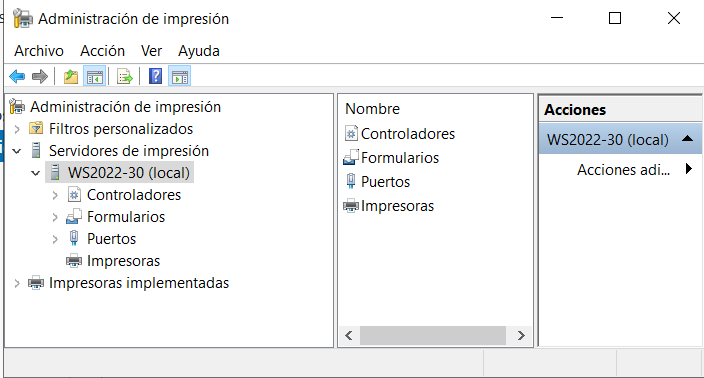 Administración de impresión
Archivo Acción Ver Ayuda
Administración de impresión
Filtros personalizados
Servidores de impresión
WS2022-30 (local)
Controladores
Formularios
Puertos
Impresoras
Impresoras implementadas
Nombre
Controladores
Formularios
Puertos
Impresoras
Acciones
WS2022-30 (local)
Acciones adi...